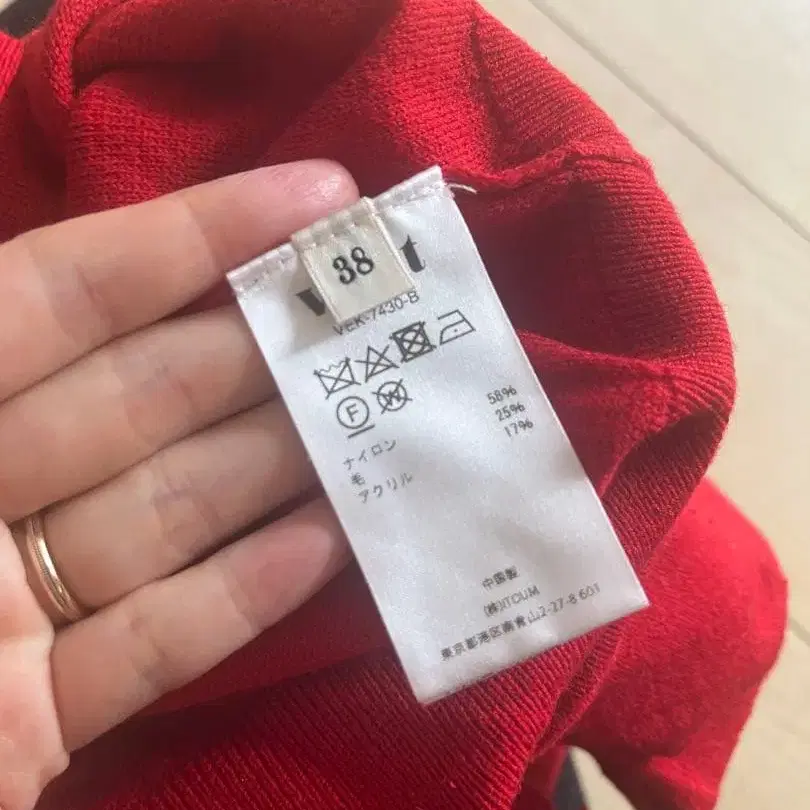 38
VEK-7430-B
ナイロン 58%
毛 25%
アクリル 17%
中国製
(株)ITOUM
東京都港区南青山2-27-8 601